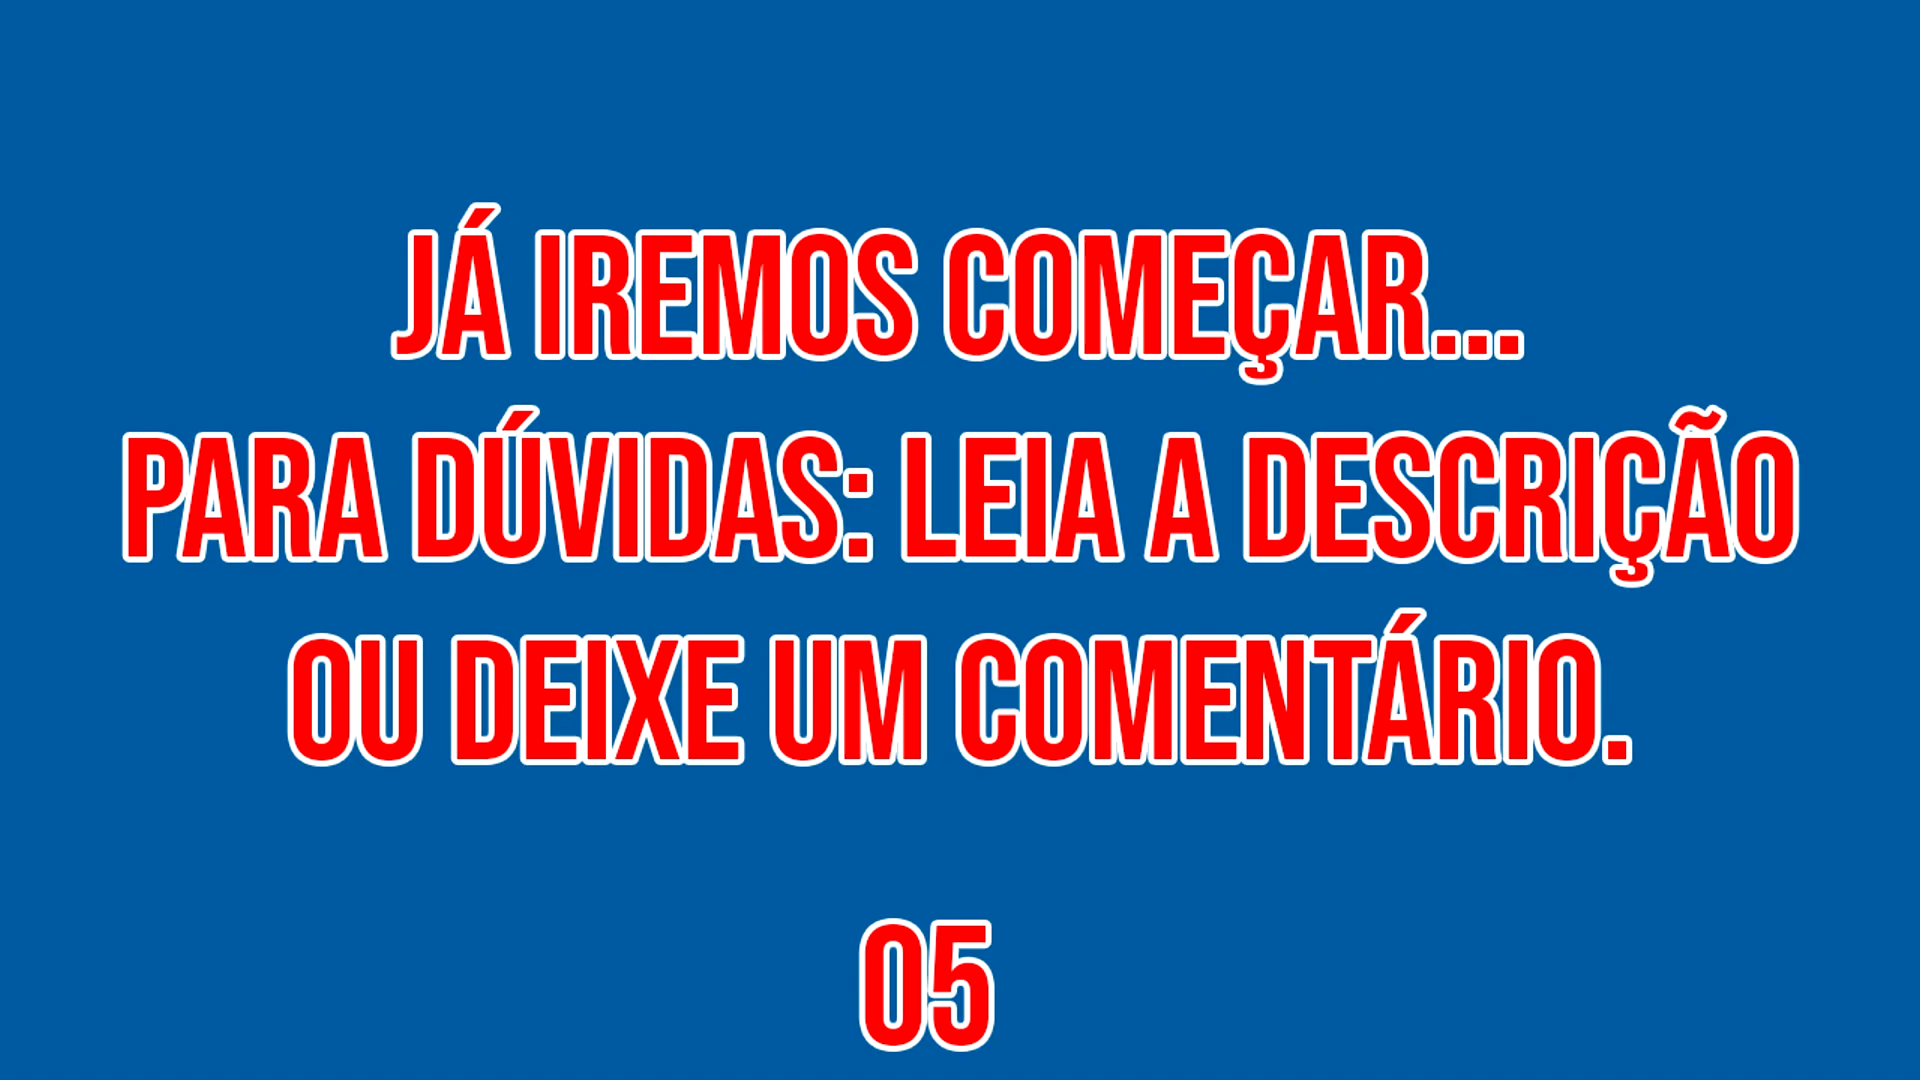 JÁ IREMOS COMEÇAR...
PARA DÚVIDAS: LEIA A DESCRIÇÃO
OU DEIXE UM COMENTÁRIO.
05